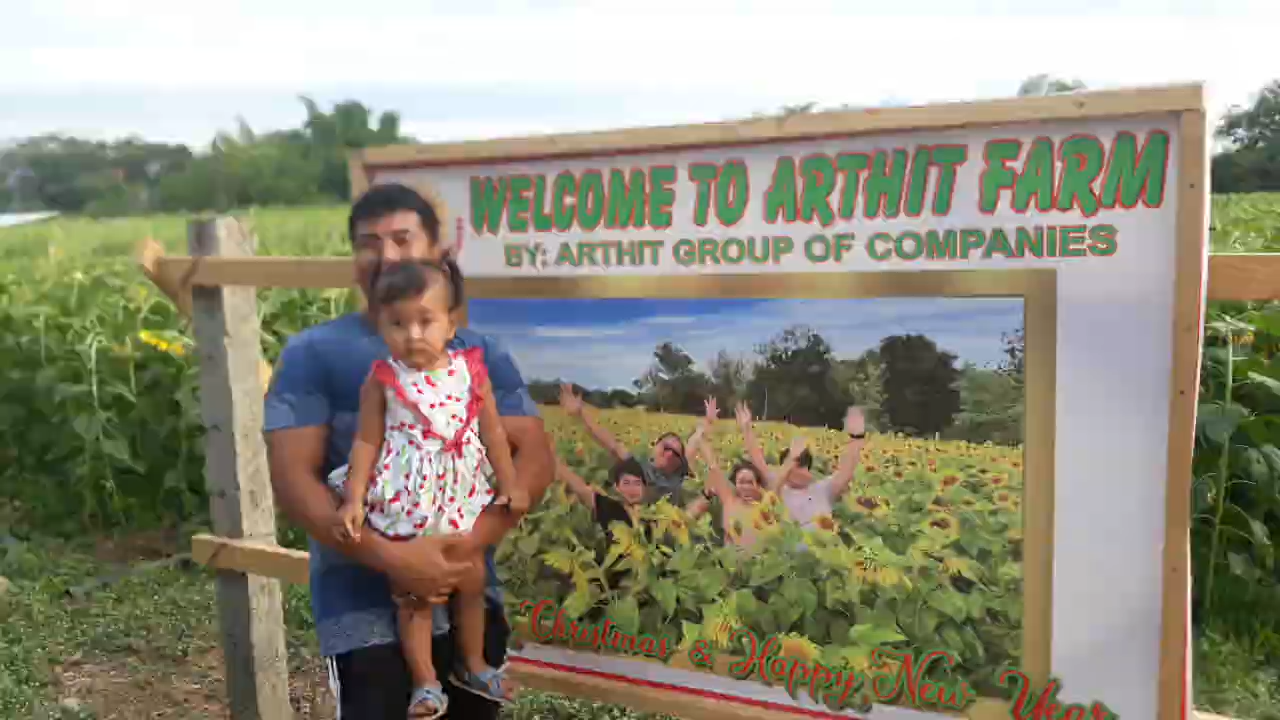 WELCOME TO ARTHIT FARM
BY: ARTHIT GROUP OF COMPANIES
Christmas & Happy New Year